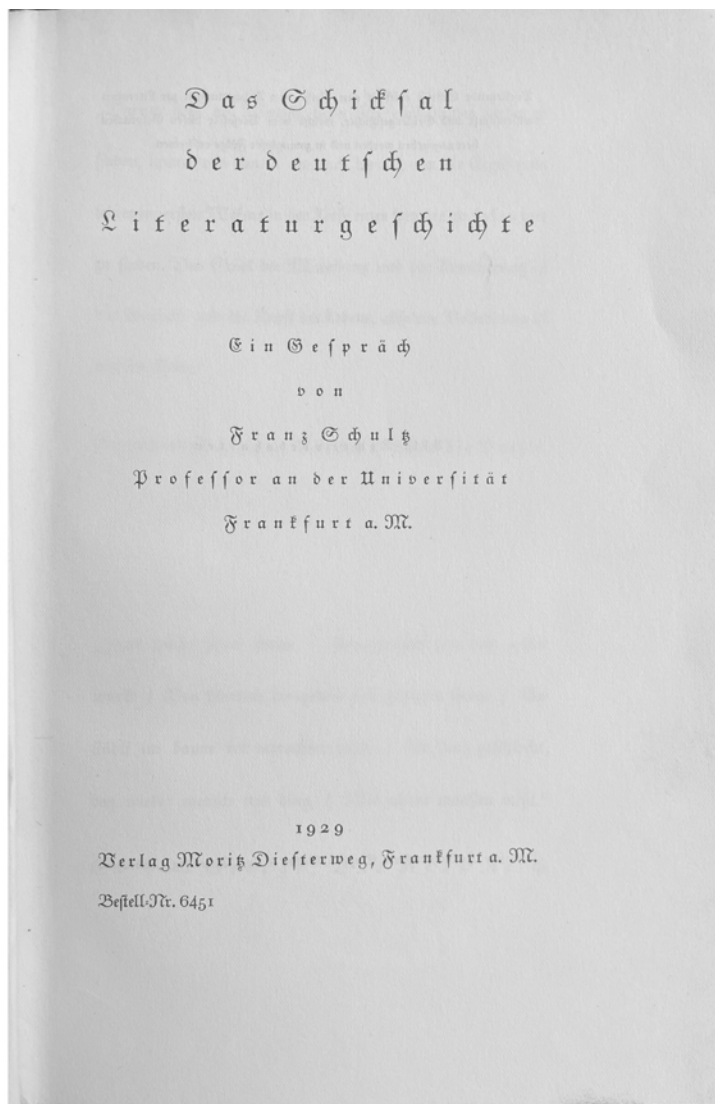 Das Schickſal
der deutſchen
Literaturgeſchichte
Ein Geſpräch
von
Franz Schultz
Profeſſor an der Univerſität
Frankfurt a. M.
1929
Verlag Moritz Dieſterweg, Frankfurt a. M.
Beſtell-Nr. 6451